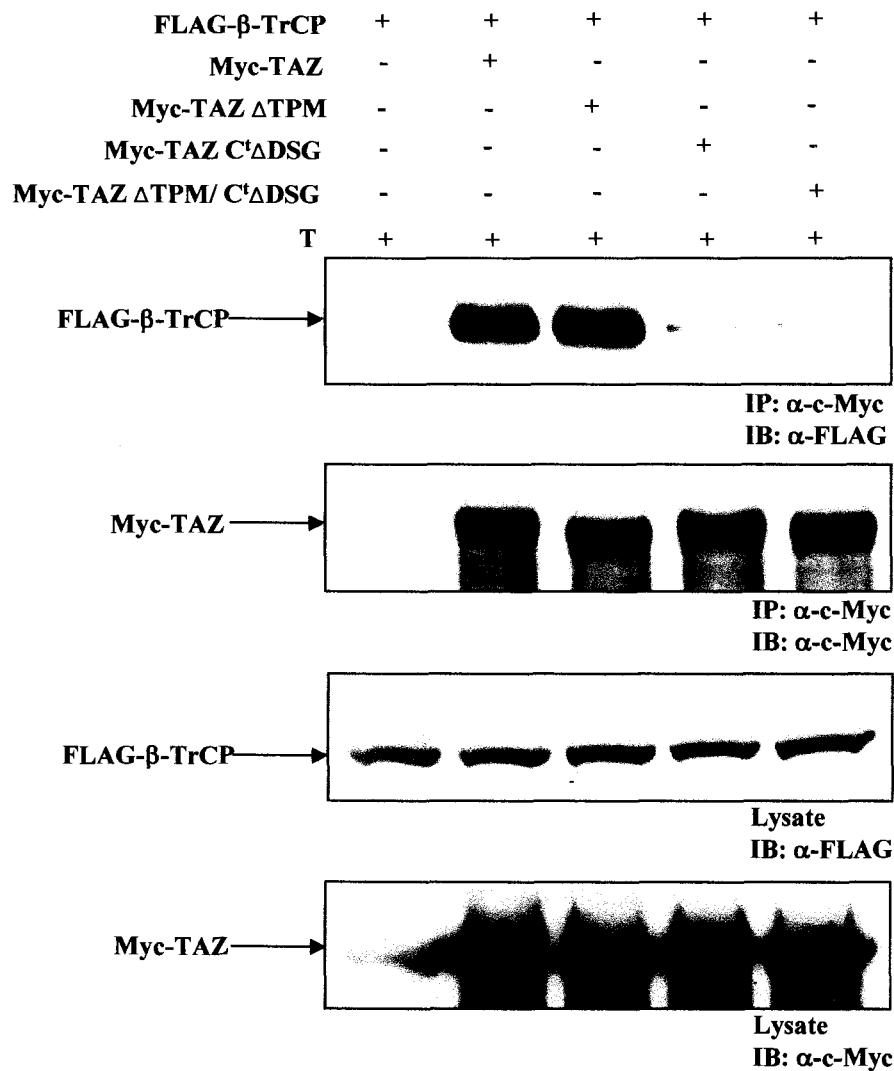 FLAG-β-TrCP + + + + +
Myc-TAZ - + - - -
Myc-TAZ ΔTPM - - + - -
Myc-TAZ CᵗΔDSG - - - + -
Myc-TAZ ΔTPM/ CᵗΔDSG - - - - +
T + + + + +
FLAG-β-TrCP
IP: α-c-Myc
IB: α-FLAG
Myc-TAZ
IP: α-c-Myc
IB: α-c-Myc
FLAG-β-TrCP
Lysate
IB: α-FLAG
Myc-TAZ
Lysate
IB: α-c-Myc